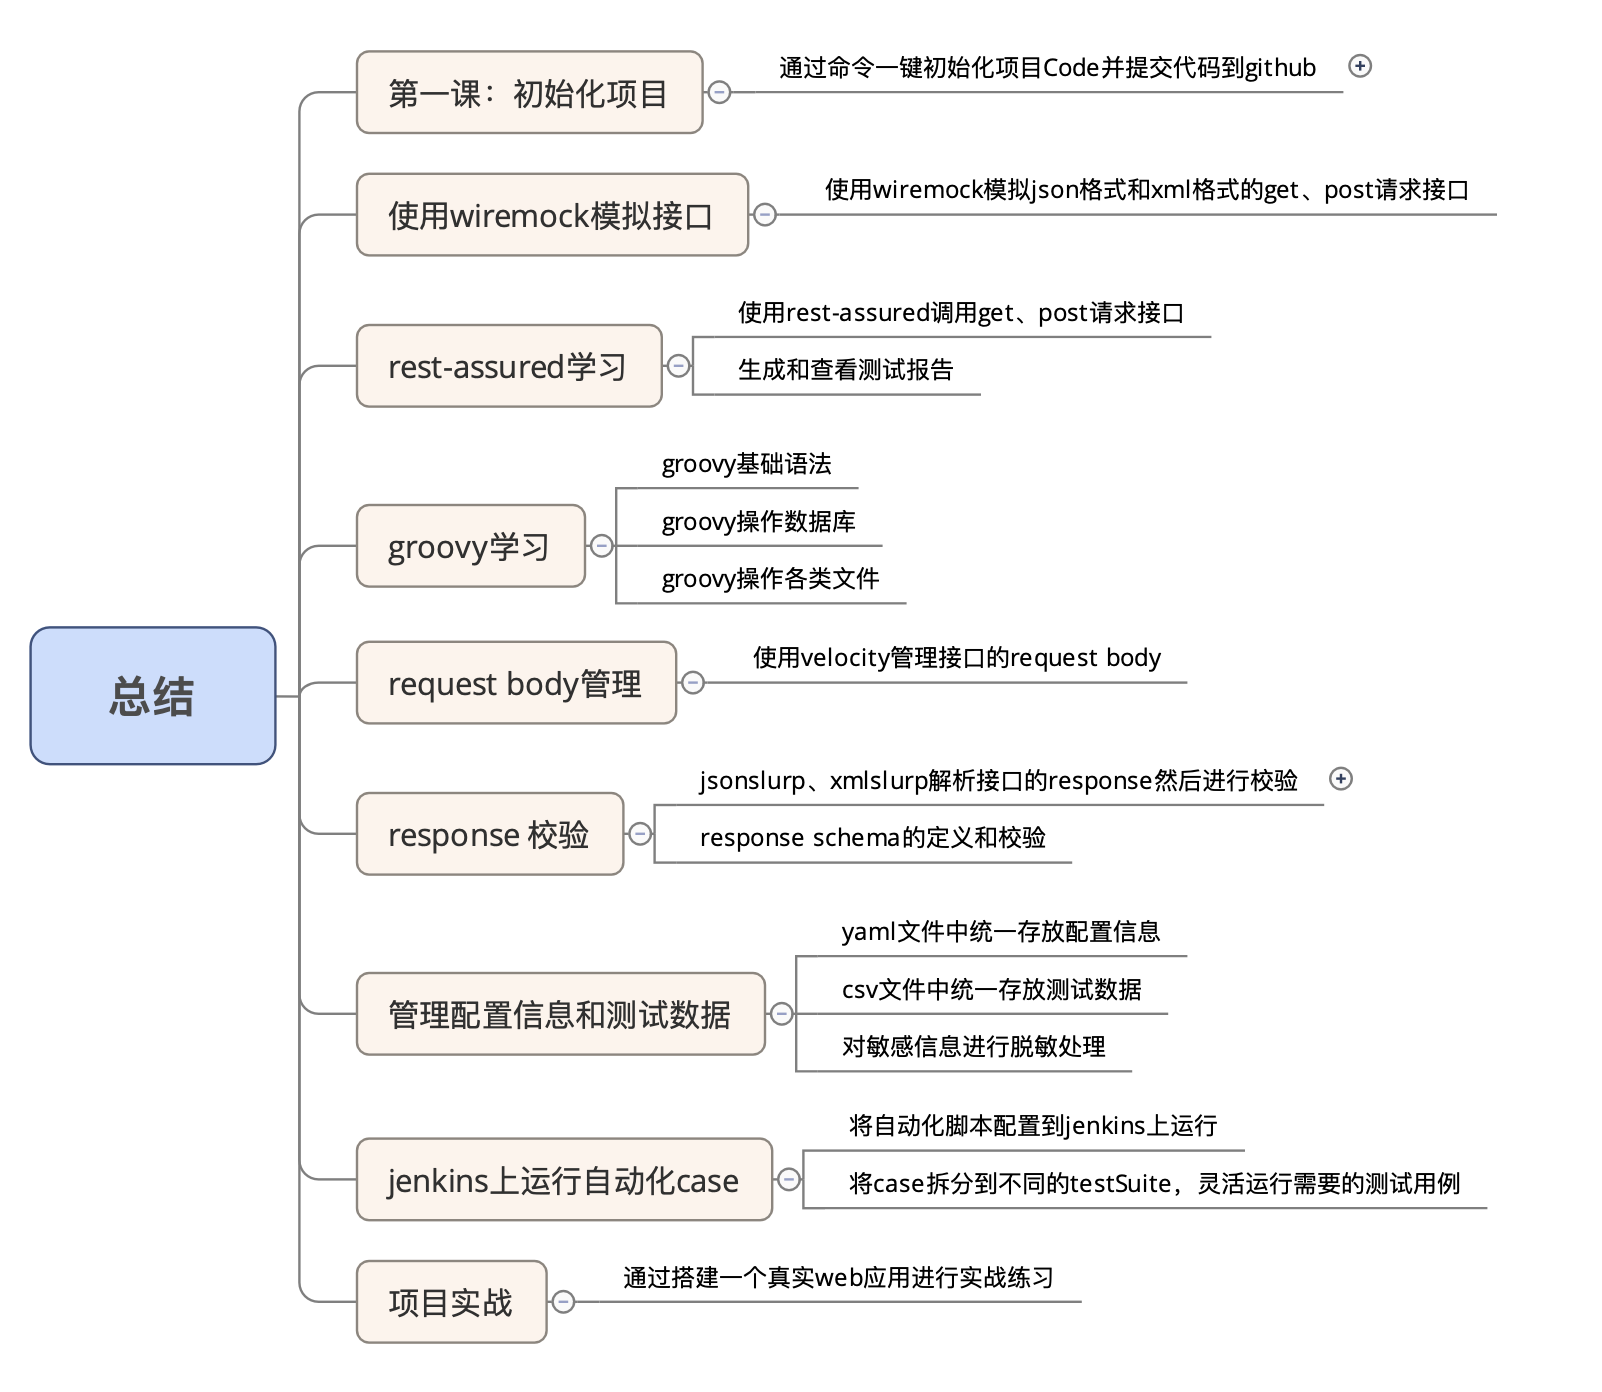 第一课：初始化项目
通过命令一键初始化项目Code并提交代码到github
使用wiremock模拟接口
使用wiremock模拟json格式和xml格式的get、post请求接口
rest-assured学习
使用rest-assured调用get、post请求接口
生成和查看测试报告
groovy学习
groovy基础语法
groovy操作数据库
groovy操作各类文件
总结
request body管理
使用velocity管理接口的request body
response 校验
jsonslurp、xmlslurp解析接口的response然后进行校验
response schema的定义和校验
管理配置信息和测试数据
yaml文件中统一存放配置信息
csv文件中统一存放测试数据
对敏感信息进行脱敏处理
jenkins上运行自动化case
将自动化脚本配置到jenkins上运行
将case拆分到不同的testSuite，灵活运行需要的测试用例
项目实战
通过搭建一个真实web应用进行实战练习